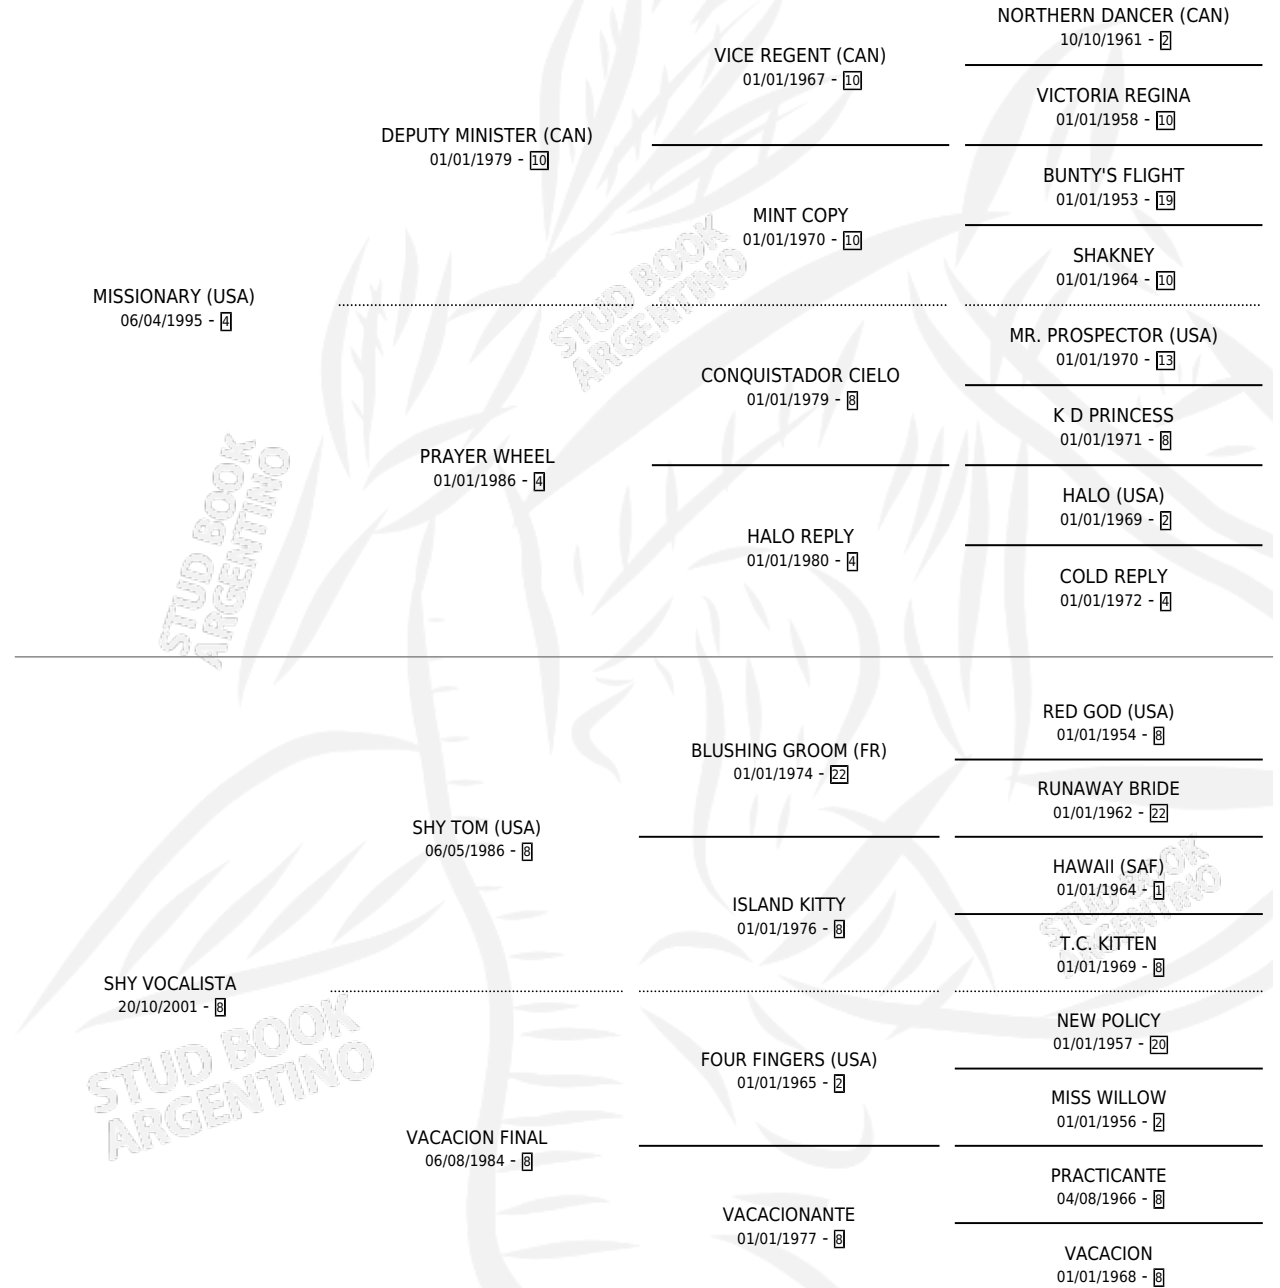 NORTHERN DANCER (CAN)
10/10/1961 - 2
VICE REGENT (CAN)
01/01/1967 - 10
VICTORIA REGINA
01/01/1958 - 10
DEPUTY MINISTER (CAN)
01/01/1979 - 10
BUNTY'S FLIGHT
01/01/1953 - 19
MINT COPY
01/01/1970 - 10
SHAKNEY
01/01/1964 - 10
MISSIONARY (USA)
06/04/1995 - 4
MR. PROSPECTOR (USA)
01/01/1970 - 13
CONQUISTADOR CIELO
01/01/1979 - 8
K D PRINCESS
01/01/1971 - 8
PRAYER WHEEL
01/01/1986 - 4
HALO (USA)
01/01/1969 - 2
HALO REPLY
01/01/1980 - 4
COLD REPLY
01/01/1972 - 4
STUD BOOK
ARGENTINO
STUD BOOK
ARGENTINO
RED GOD (USA)
01/01/1954 - 8
BLUSHING GROOM (FR)
01/01/1974 - 22
RUNAWAY BRIDE
01/01/1962 - 22
SHY TOM (USA)
06/05/1986 - 8
HAWAII (SAF)
01/01/1964 - 1
ISLAND KITTY
01/01/1976 - 8
T.C. KITTEN
01/01/1969 - 8
STUD BOOK
ARGENTINO
SHY VOCALISTA
20/10/2001 - 8
NEW POLICY
01/01/1957 - 20
FOUR FINGERS (USA)
01/01/1965 - 2
MISS WILLOW
01/01/1956 - 2
STUD BOOK
ARGENTINO
VACACION FINAL
06/08/1984 - 8
PRACTICANTE
04/08/1966 - 8
VACACIONANTE
01/01/1977 - 8
VACACION
01/01/1968 - 8